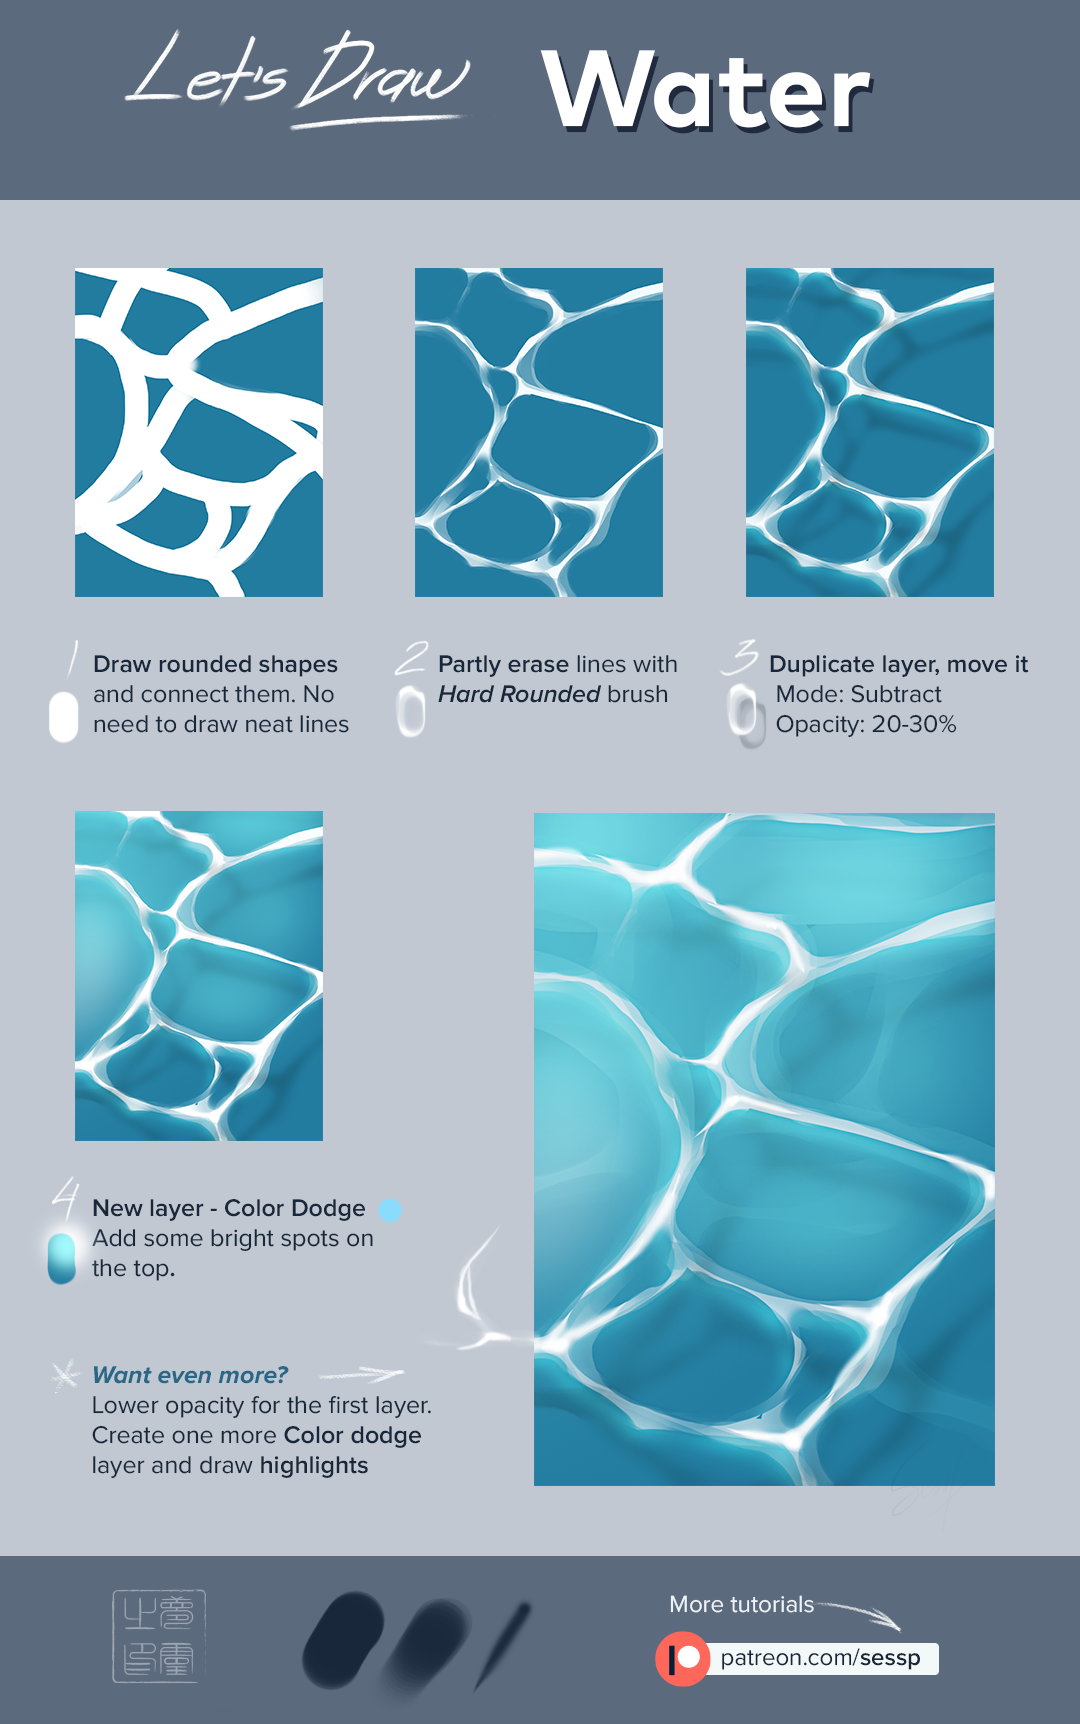 Let's Draw Water
1 Draw rounded shapes
and connect them. No
need to draw neat lines
2 Partly erase lines with
Hard Rounded brush
3 Duplicate layer, move it
Mode: Subtract
Opacity: 20-30%
4 New layer - Color Dodge
Add some bright spots on
the top.
* Want even more?
Lower opacity for the first layer.
Create one more Color dodge
layer and draw highlights
More tutorials
patreon.com/sessp